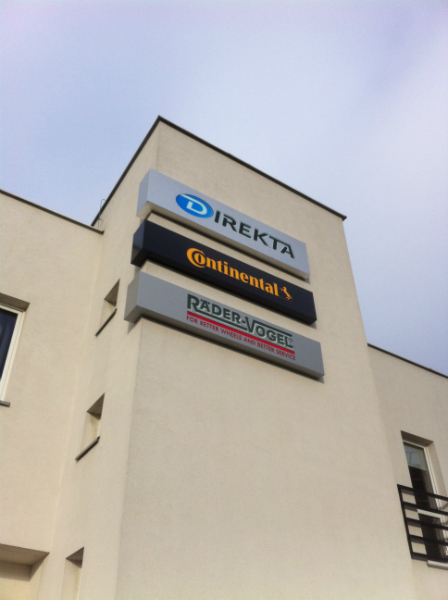 DIREKTA
Continental
RÄDER-VOGEL
FOR BETTER WHEELS AND BETTER SERVICE